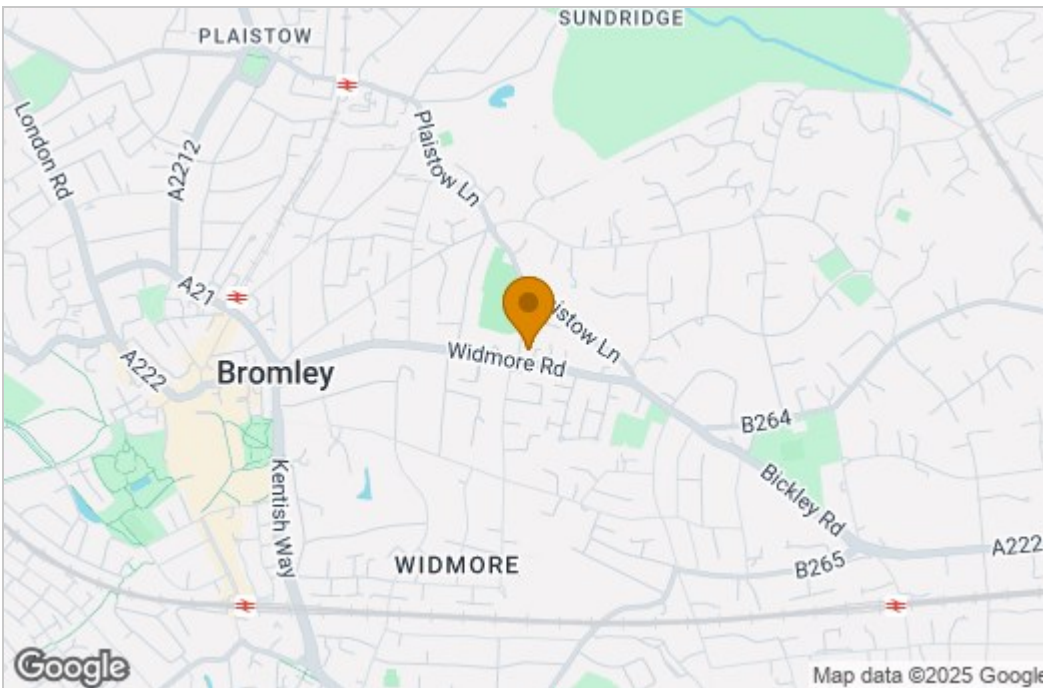 SUNDRIDGE
PLAISTOW
London Rd
A2212
Plaistow Ln
A21
istow Ln
Widmore Rd
A222
Bromley
B264
Kentish Way
Bickley Rd
WIDMORE
B265
A222
Google
Map data ©2025 Google